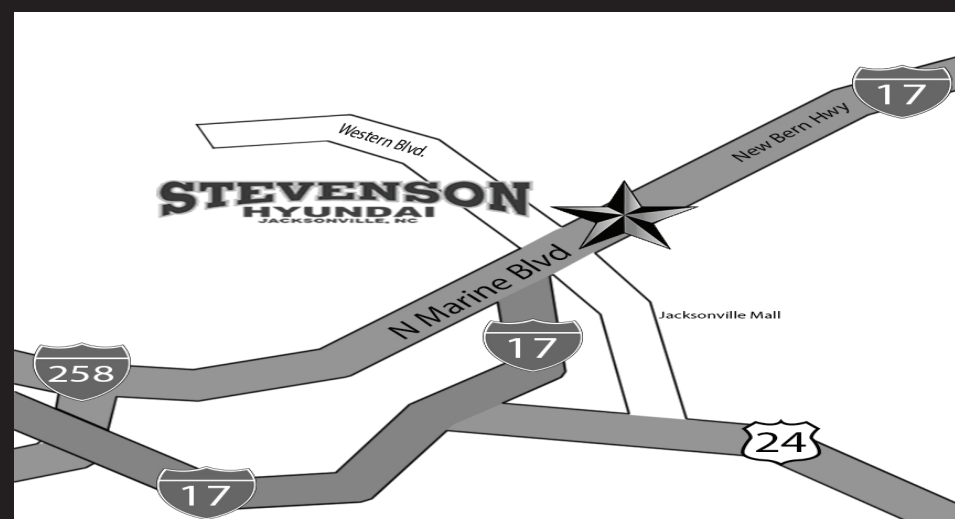 17
New Bern Hwy
Western Blvd.
STEVENSON
HYUNDAI
JACKSONVILLE, NC
N Marine Blvd
Jacksonville Mall
17
258
24
17